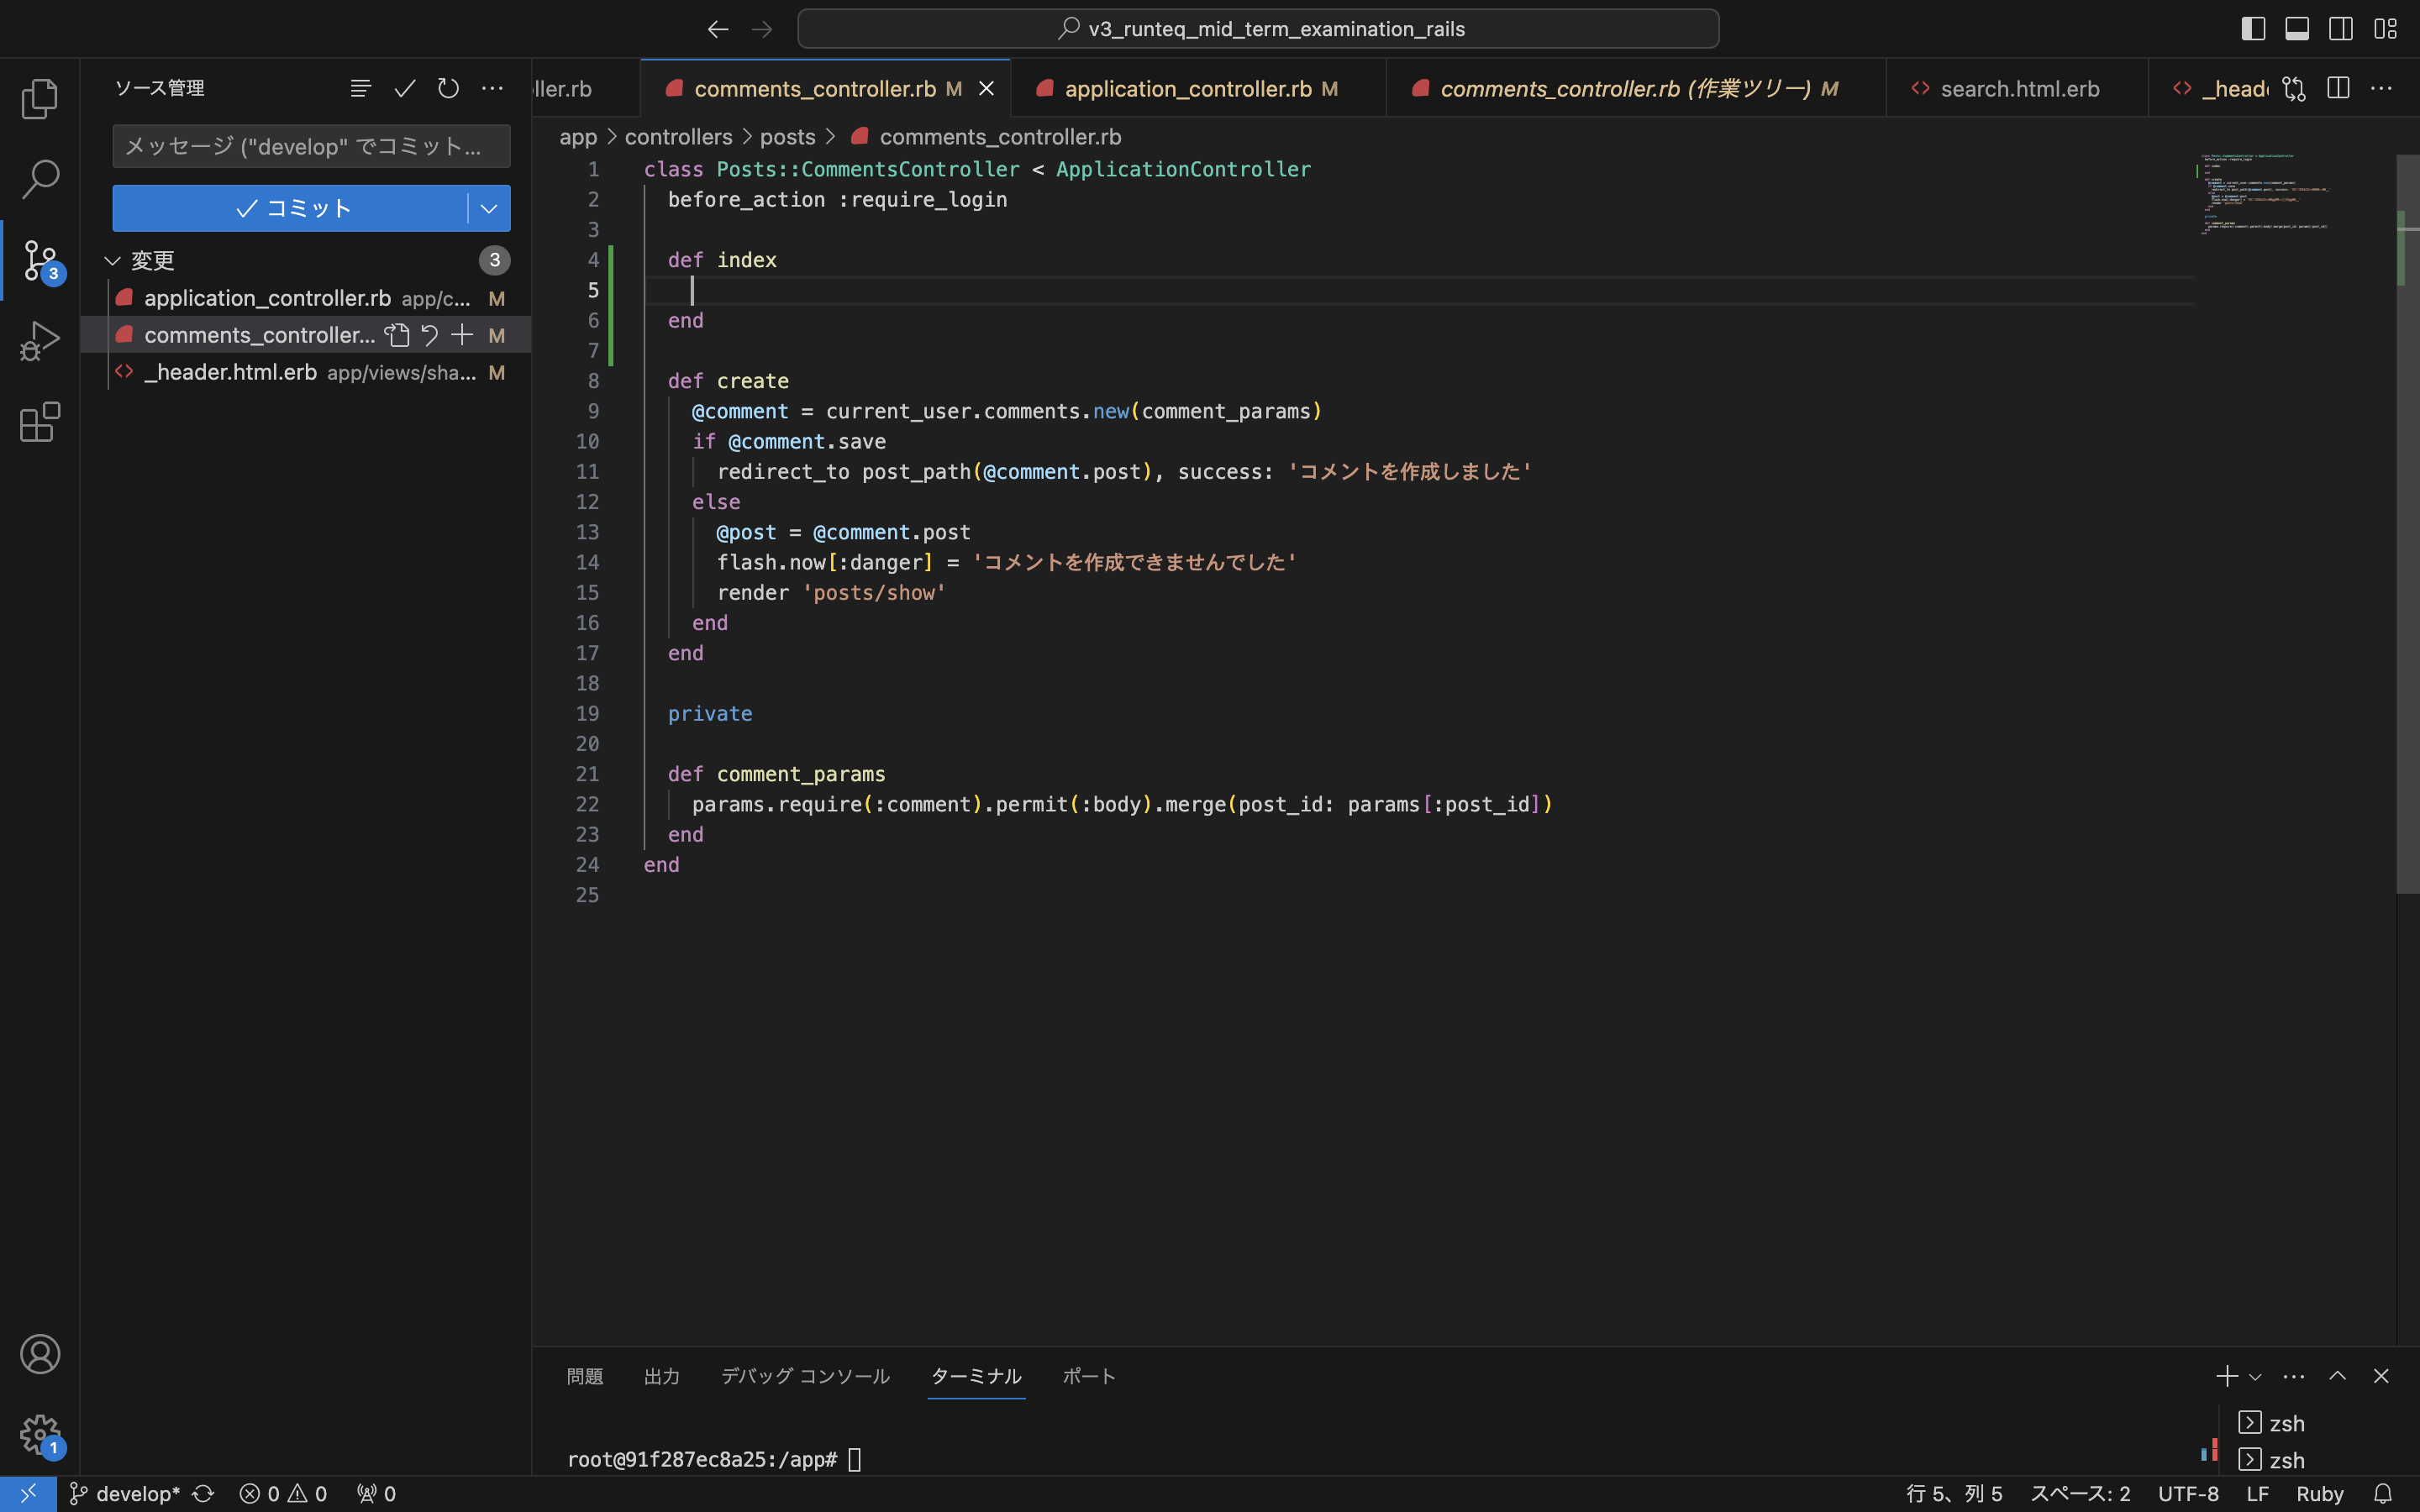 v3_runteq_mid_term_examination_rails
ソース管理
メッセージ ("develop" でコミット...
コミット
変更
3
application_controller.rb app/c... M
comments_controller... M
_header.html.erb app/views/sha... M
3
1
ller.rb
comments_controller.rb M
application_controller.rb M
comments_controller.rb (作業ツリー) M
search.html.erb
_head
app > controllers > posts > comments_controller.rb
1 class Posts::CommentsController < ApplicationController
2 before_action :require_login
3
4 def index
5
6 end
7
8 def create
9 @comment = current_user.comments.new(comment_params)
10 if @comment.save
11 redirect_to post_path(@comment.post), success: 'コメントを作成しました'
12 else
13 @post = @comment.post
14 flash.now[:danger] = 'コメントを作成できませんでした'
15 render 'posts/show'
16 end
17 end
18
19 private
20
21 def comment_params
22 params.require(:comment).permit(:body).merge(post_id: params[:post_id])
23 end
24 end
25
問題 出力 デバッグ コンソール ターミナル ポート
root@91f287ec8a25:/app#
zsh
zsh
develop* 0 0 0
行 5、列 5 スペース: 2 UTF-8 LF Ruby